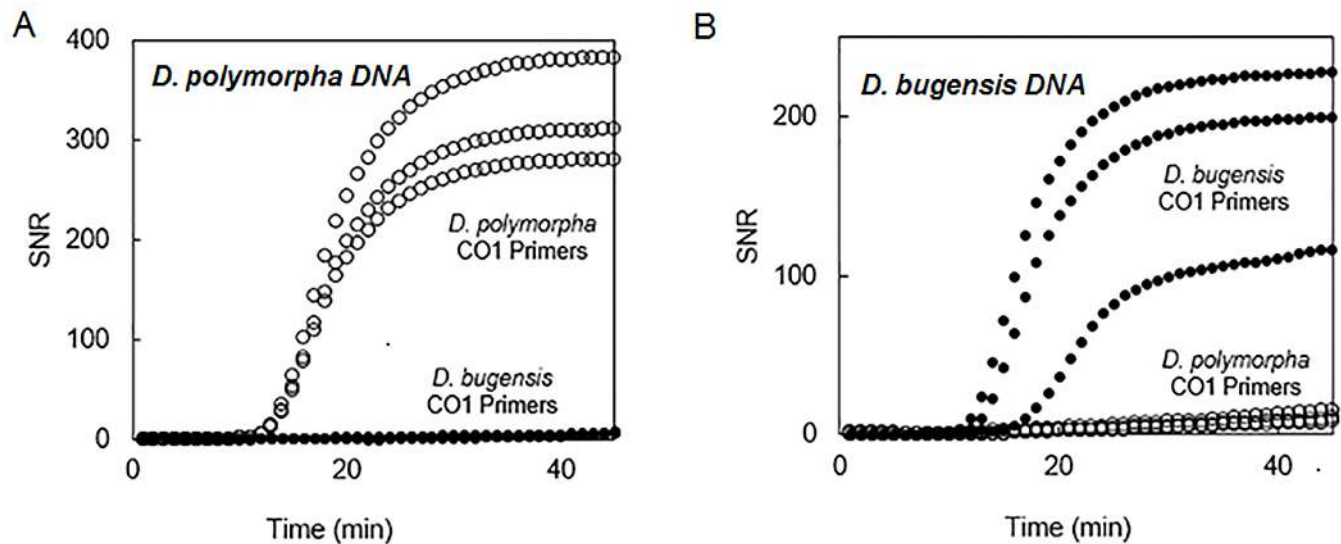 A
D. polymorpha DNA
SNR
400
300
200
100
0
D. polymorpha
CO1 Primers
D. bugensis
CO1 Primers
0
20
40
Time (min)
B
D. bugensis DNA
SNR
200
100
0
D. bugensis
CO1 Primers
D. polymorpha
CO1 Primers
0
20
40
Time (min)